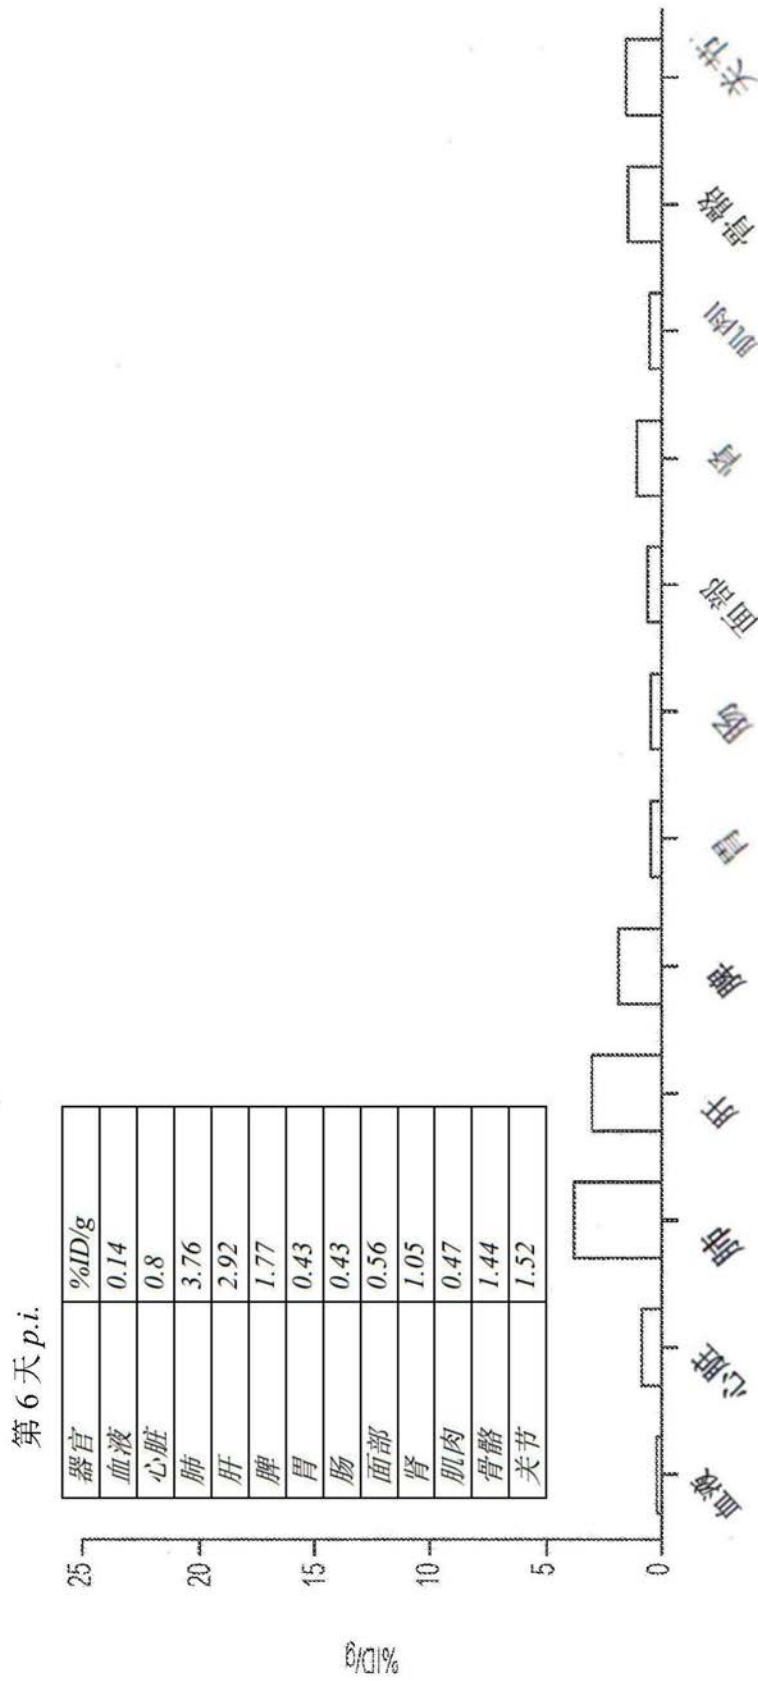 第 6 天 p.i.
器官 %ID/g
血液 0.14
心脏 0.8
肺 3.76
肝 2.92
脾 1.77
胃 0.43
肠 0.43
面部 0.56
肾 1.05
肌肉 0.47
骨骼 1.44
关节 1.52
%ID/g
25
20
15
10
5
0
血液 心脏 肺 肝 脾 胃 肠 面部 肾 肌肉 骨骼 关节